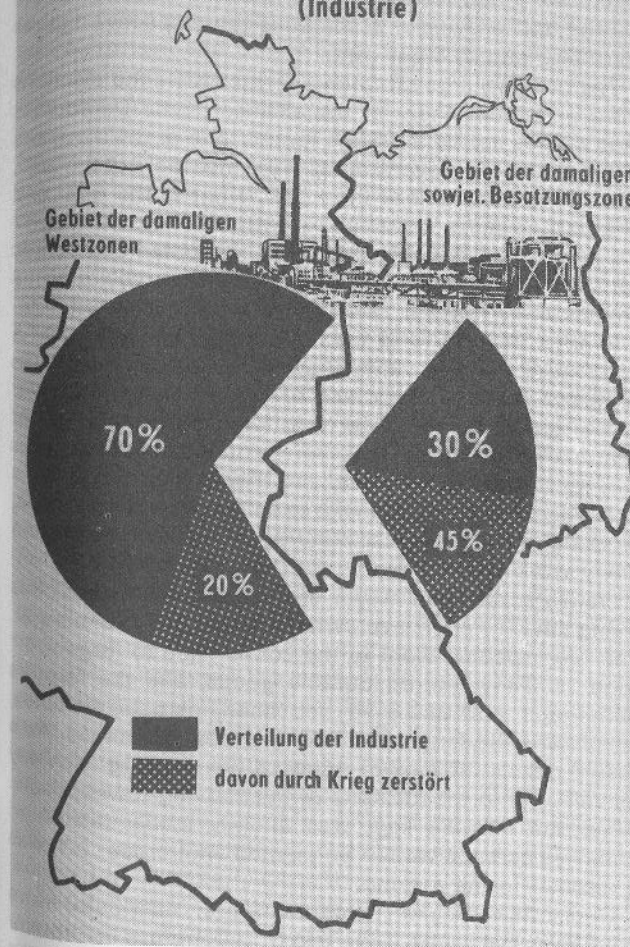 (Industrie)
Gebiet der damaligen
sowjet. Besatzungszone
Gebiet der damaligen
Westzonen
70%
30%
45%
20%
Verteilung der Industrie
davon durch Krieg zerstört